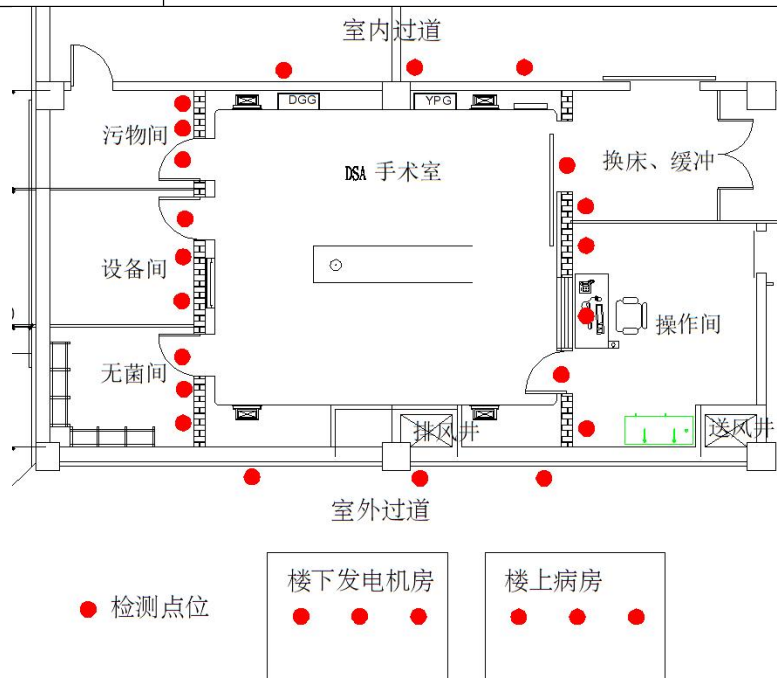 室内过道
DGG
YPG
污物间
DSA 手术室
换床、缓冲
设备间
操作间
无菌间
排风井
送风井
室外过道
楼下发电机房
楼上病房
检测点位